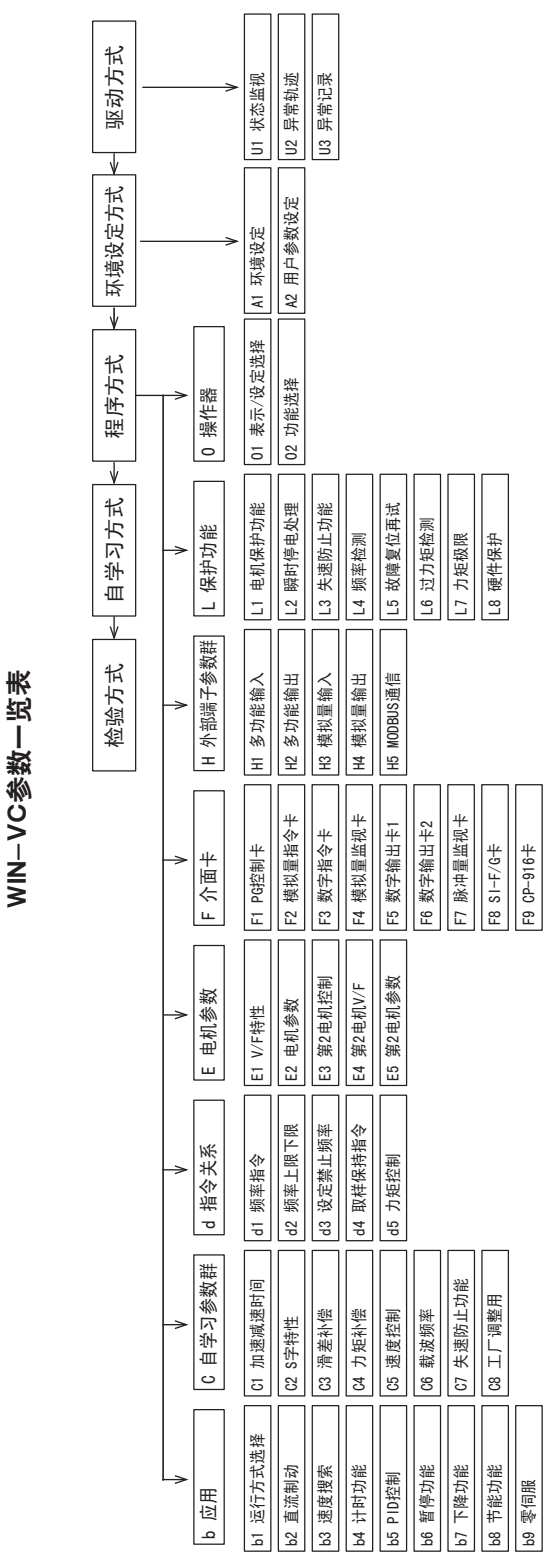 WIN-VC参数一览表
驱动方式
环境设定方式
程序方式
自学习方式
检验方式
U1 状态监视
U2 异常轨迹
U3 异常记录
A1 环境设定
A2 用户参数设定
O 操作器
O1 表示/设定选择
O2 功能选择
L 保护功能
L1 电机保护功能
L2 瞬时停电处理
L3 失速防止功能
L4 频率检测
L5 故障复位再试
L6 过力矩检测
L7 力矩极限
L8 硬件保护
H 外部端子参数群
H1 多功能输入
H2 多功能输出
H3 模拟量输入
H4 模拟量输出
H5 MODBUS通信
F 介面卡
F1 PG控制卡
F2 模拟量指令卡
F3 数字指令卡
F4 模拟量监视卡
F5 数字输出卡1
F6 数字输出卡2
F7 脉冲量监视卡
F8 SI-F/G卡
F9 CP-916卡
E 电机参数
E1 V/F特性
E2 电机参数
E3 第2电机控制
E4 第2电机V/F
E5 第2电机参数
d 指令关系
d1 频率指令
d2 频率上限下限
d3 设定禁止频率
d4 取样保持指令
d5 力矩控制
C 自学习参数群
C1 加速减速时间
C2 S字特性
C3 滑差补偿
C4 力矩补偿
C5 速度控制
C6 载波频率
C7 失速防止功能
C8 工厂调整用
b 应用
b1 运行方式选择
b2 直流制动
b3 速度搜索
b4 计时功能
b5 PID控制
b6 暂停功能
b7 下降功能
b8 节能功能
b9 零伺服